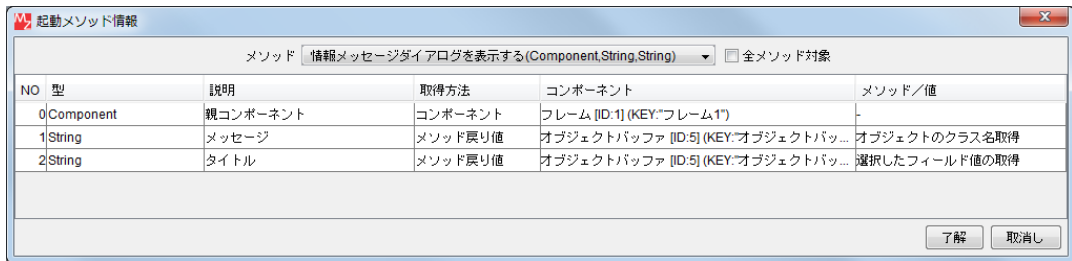 起動メソッド情報
メソッド 情報メッセージダイアログを表示する(Component,String,String) 全メソッド対象
NO 型 説明 取得方法 コンポーネント メソッド/値
0 Component 親コンポーネント コンポーネント フレーム [ID:1] (KEY:"フレーム1") -
1 String メッセージ メソッド戻り値 オブジェクトバッファ [ID:5] (KEY:"オブジェクトバッ... オブジェクトのクラス名取得
2 String タイトル メソッド戻り値 オブジェクトバッファ [ID:5] (KEY:"オブジェクトバッ... 選択したフィールド値の取得
了解 取消し